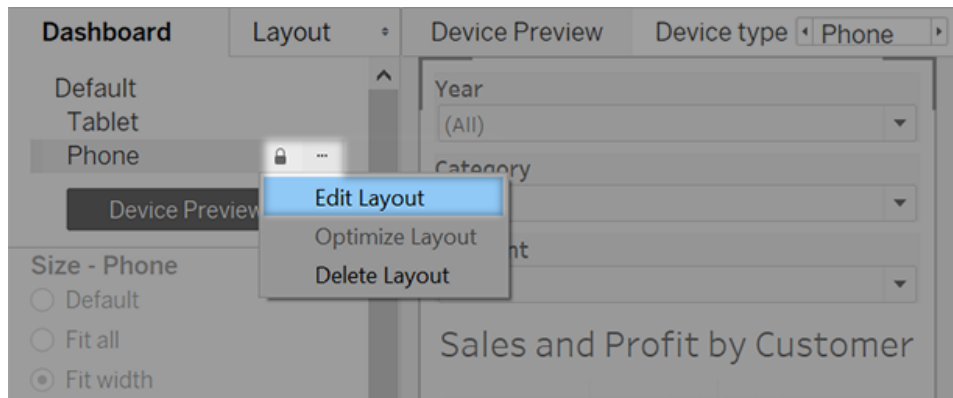 Dashboard
Layout
Device Preview
Device type
Phone
Default
Tablet
Phone
Device Preview
Edit Layout
Optimize Layout
Delete Layout
Size - Phone
Default
Fit all
Fit width
Year
(All)
Category
nt
Sales and Profit by Customer